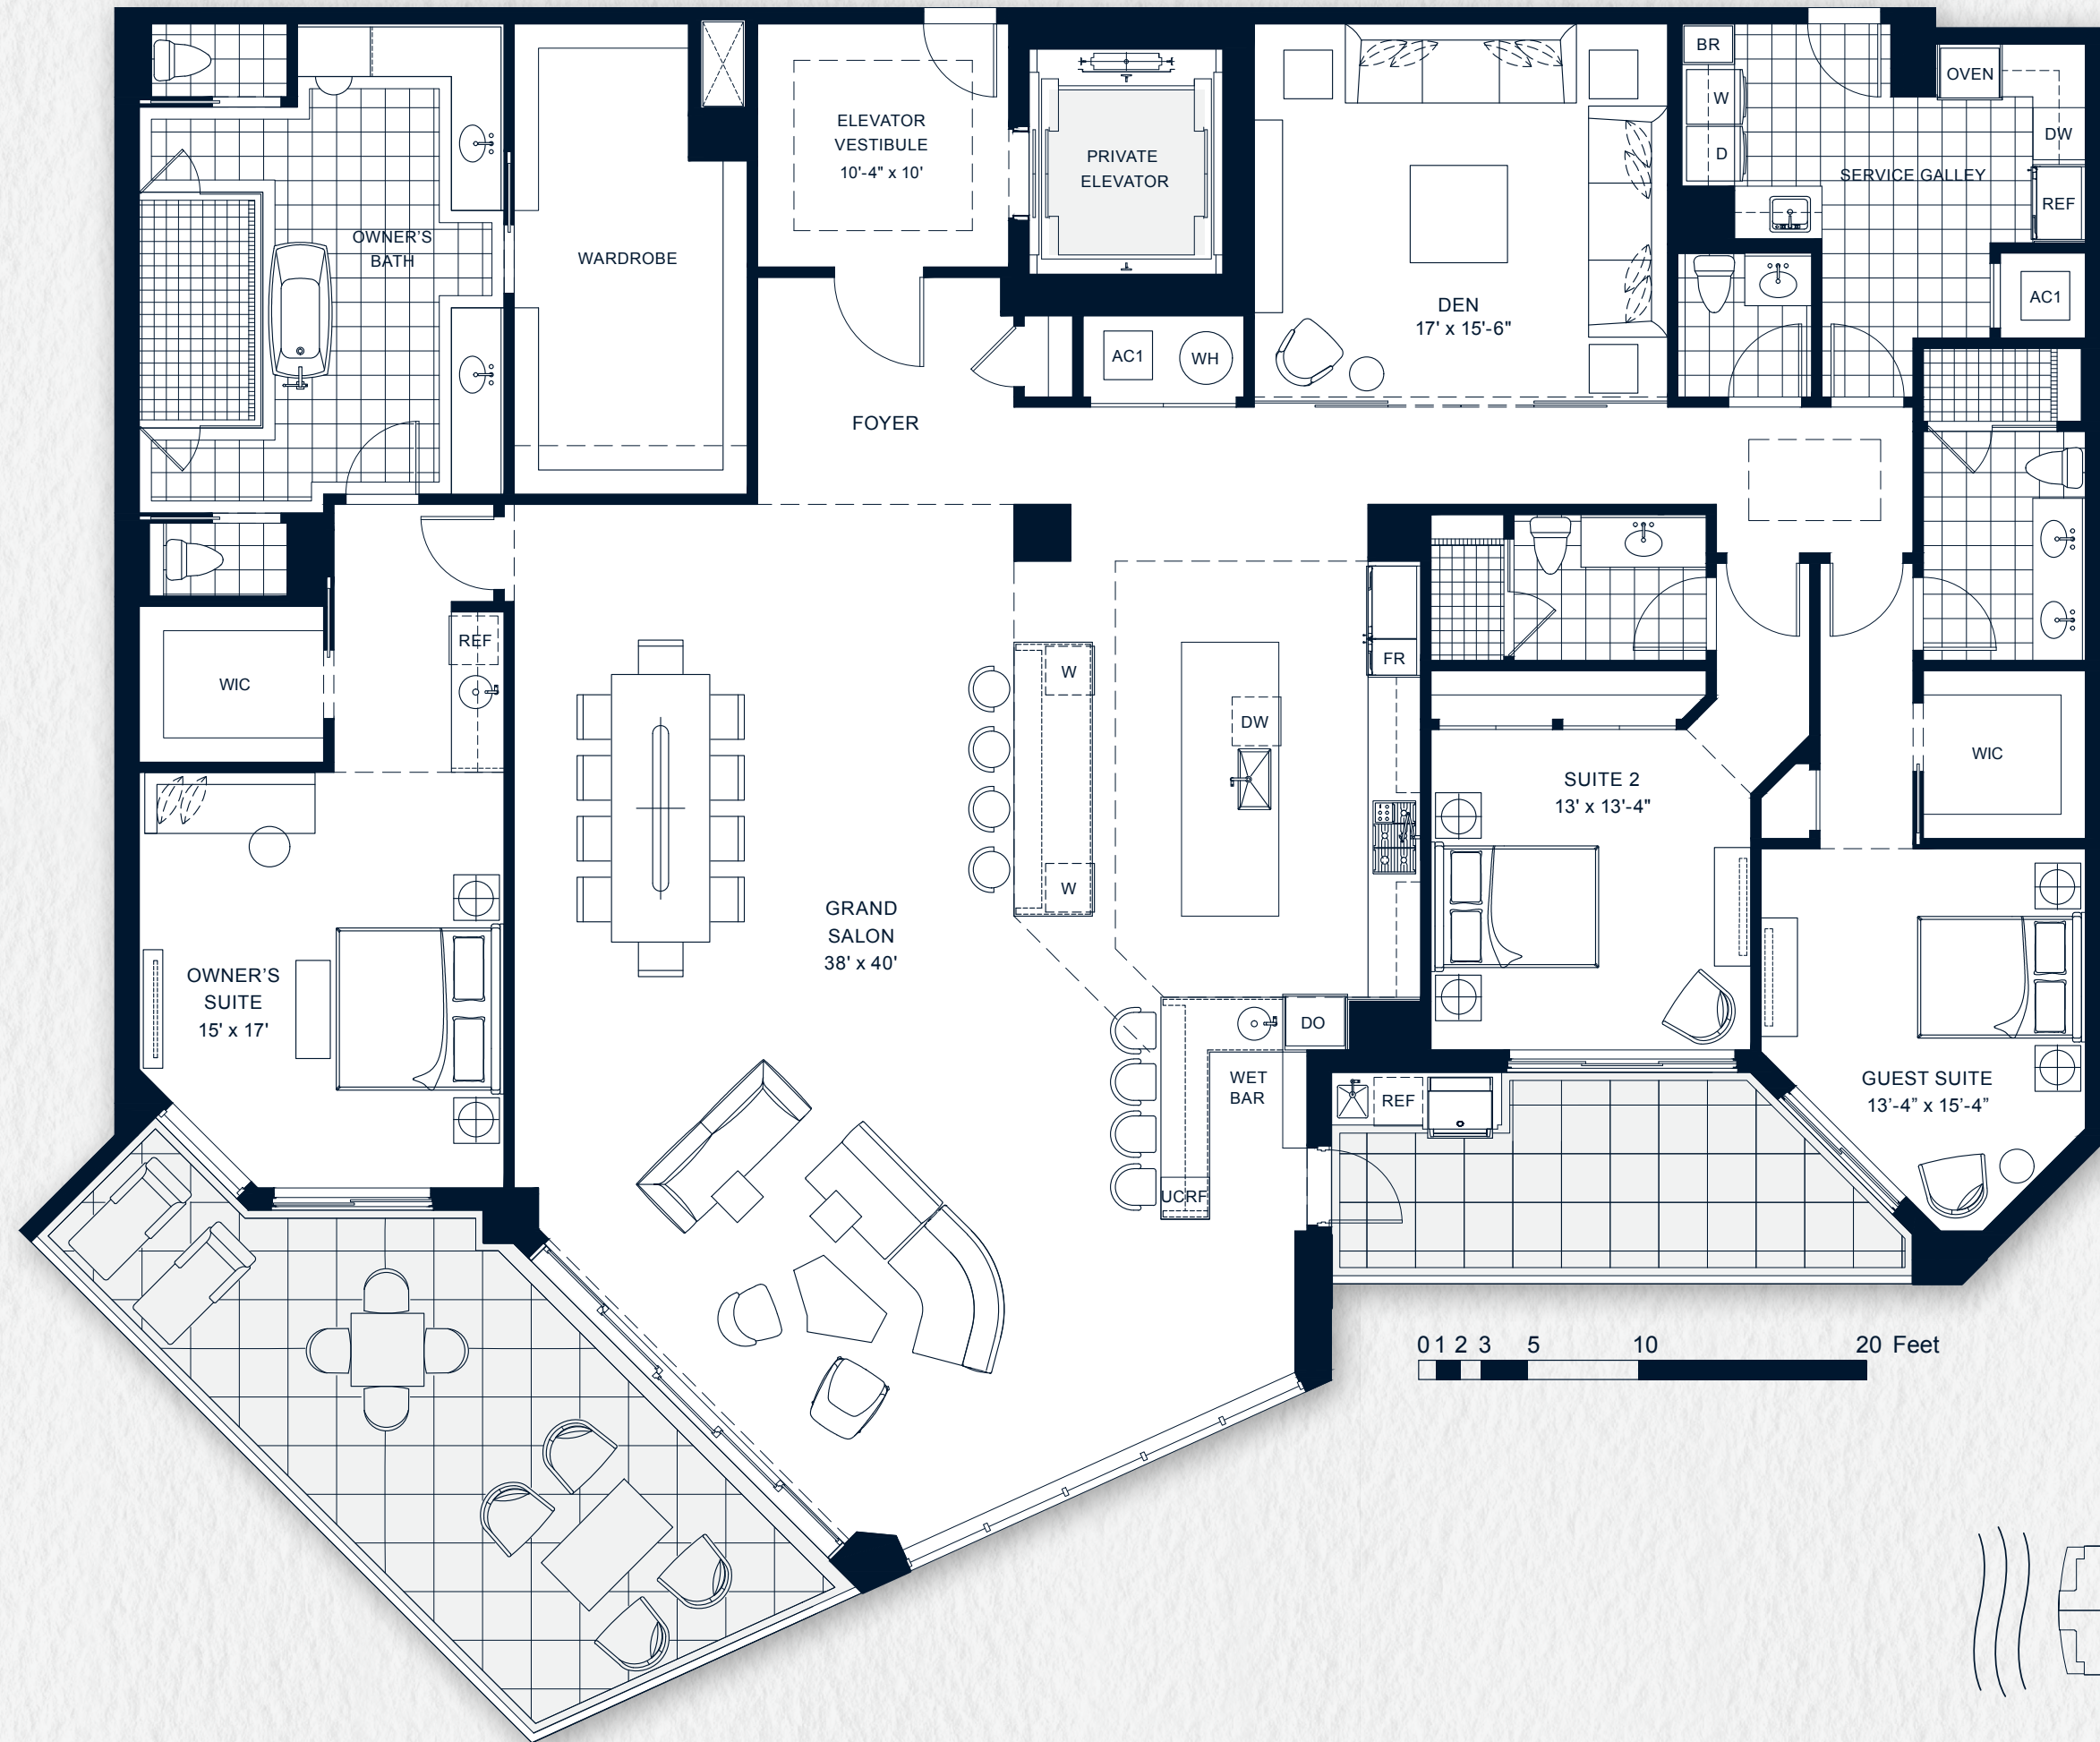 BR
OVEN
W
DW
D
ELEVATOR
VESTIBULE
10'-4" x 10'
PRIVATE
ELEVATOR
SERVICE GALLEY
REF
OWNER'S
BATH
WARDROBE
DEN
17' x 15'-6"
AC1
AC1
WH
FOYER
REF
WIC
W
FR
DW
WIC
SUITE 2
13' x 13'-4"
W
GRAND
SALON
38' x 40'
OWNER'S
SUITE
15' x 17'
DO
WET
BAR
REF
GUEST SUITE
13'-4” x 15'-4”
UCRF
0 1 2 3 5 10 20 Feet